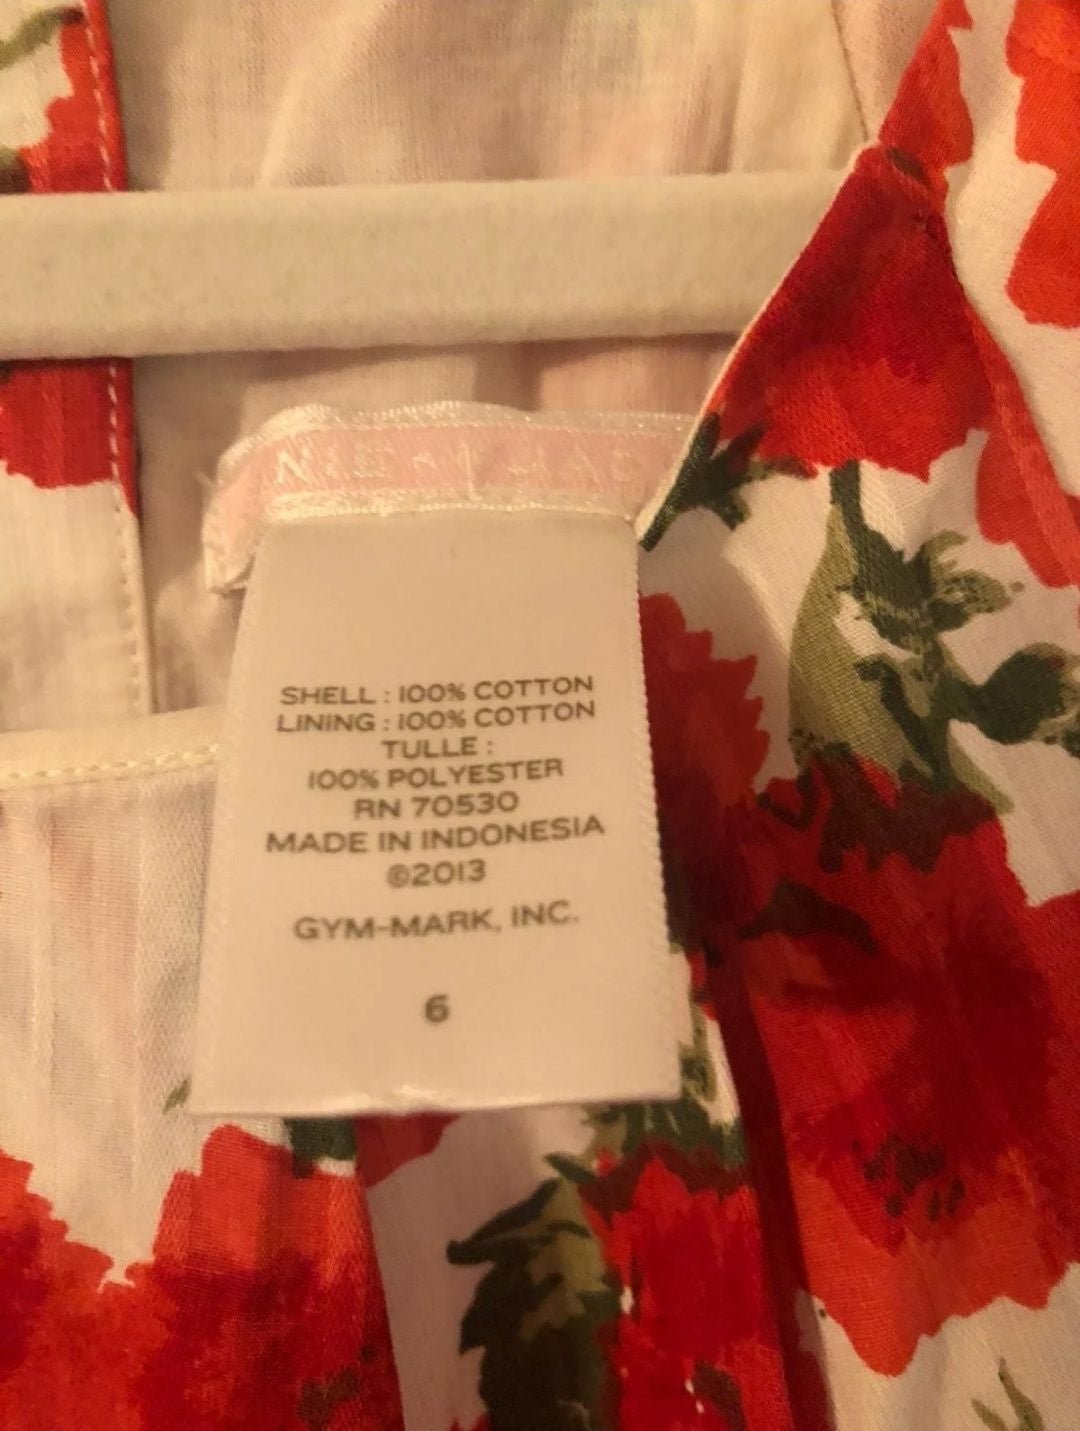 SHELL : 100% COTTON
LINING : 100% COTTON
TULLE :
100% POLYESTER
RN 70530
MADE IN INDONESIA
©2013
GYM-MARK, INC.
6